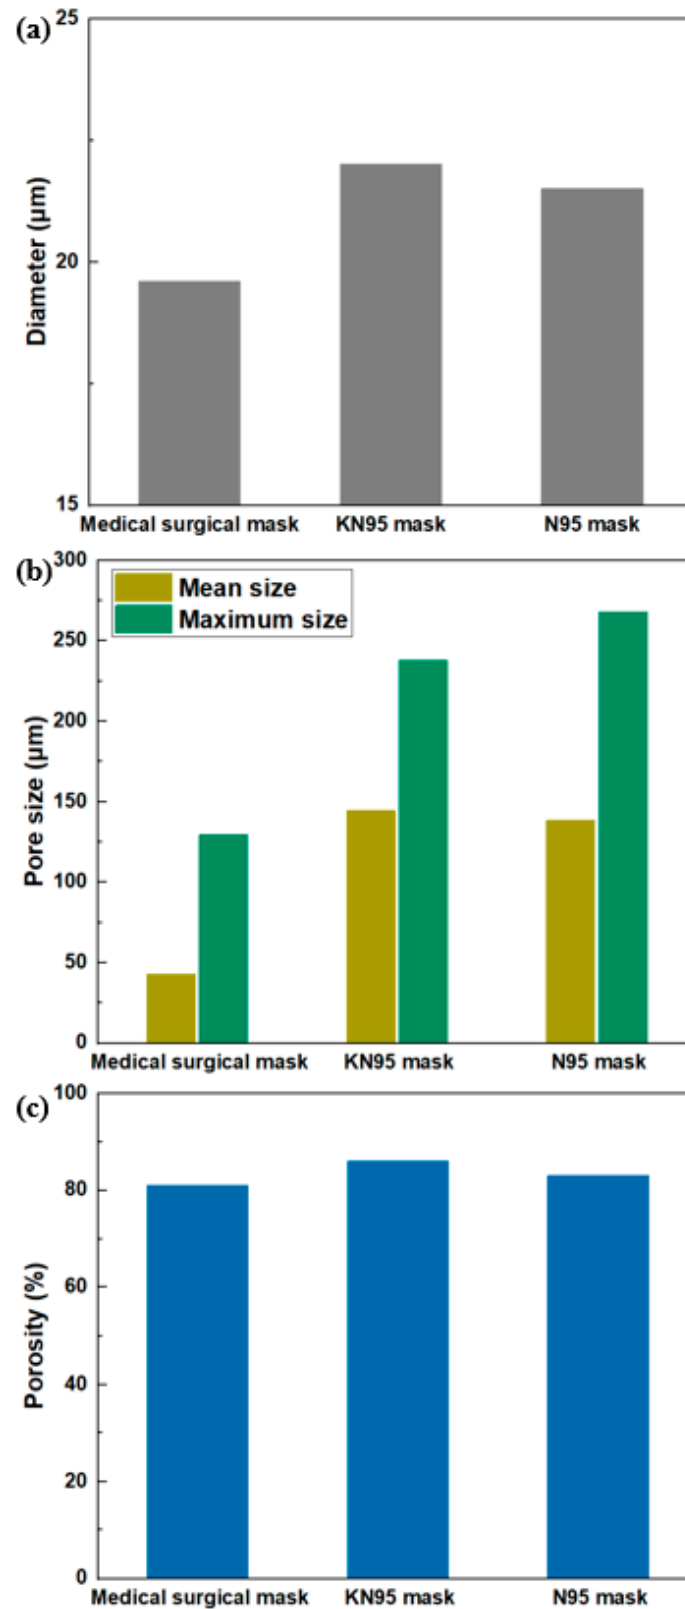 (a)
25
20
15
Diameter (μm)
Medical surgical mask KN95 mask N95 mask
(b)
300
250
200
150
100
50
0
Pore size (μm)
Mean size
Maximum size
Medical surgical mask KN95 mask N95 mask
(c)
100
80
60
40
20
0
Porosity (%)
Medical surgical mask KN95 mask N95 mask